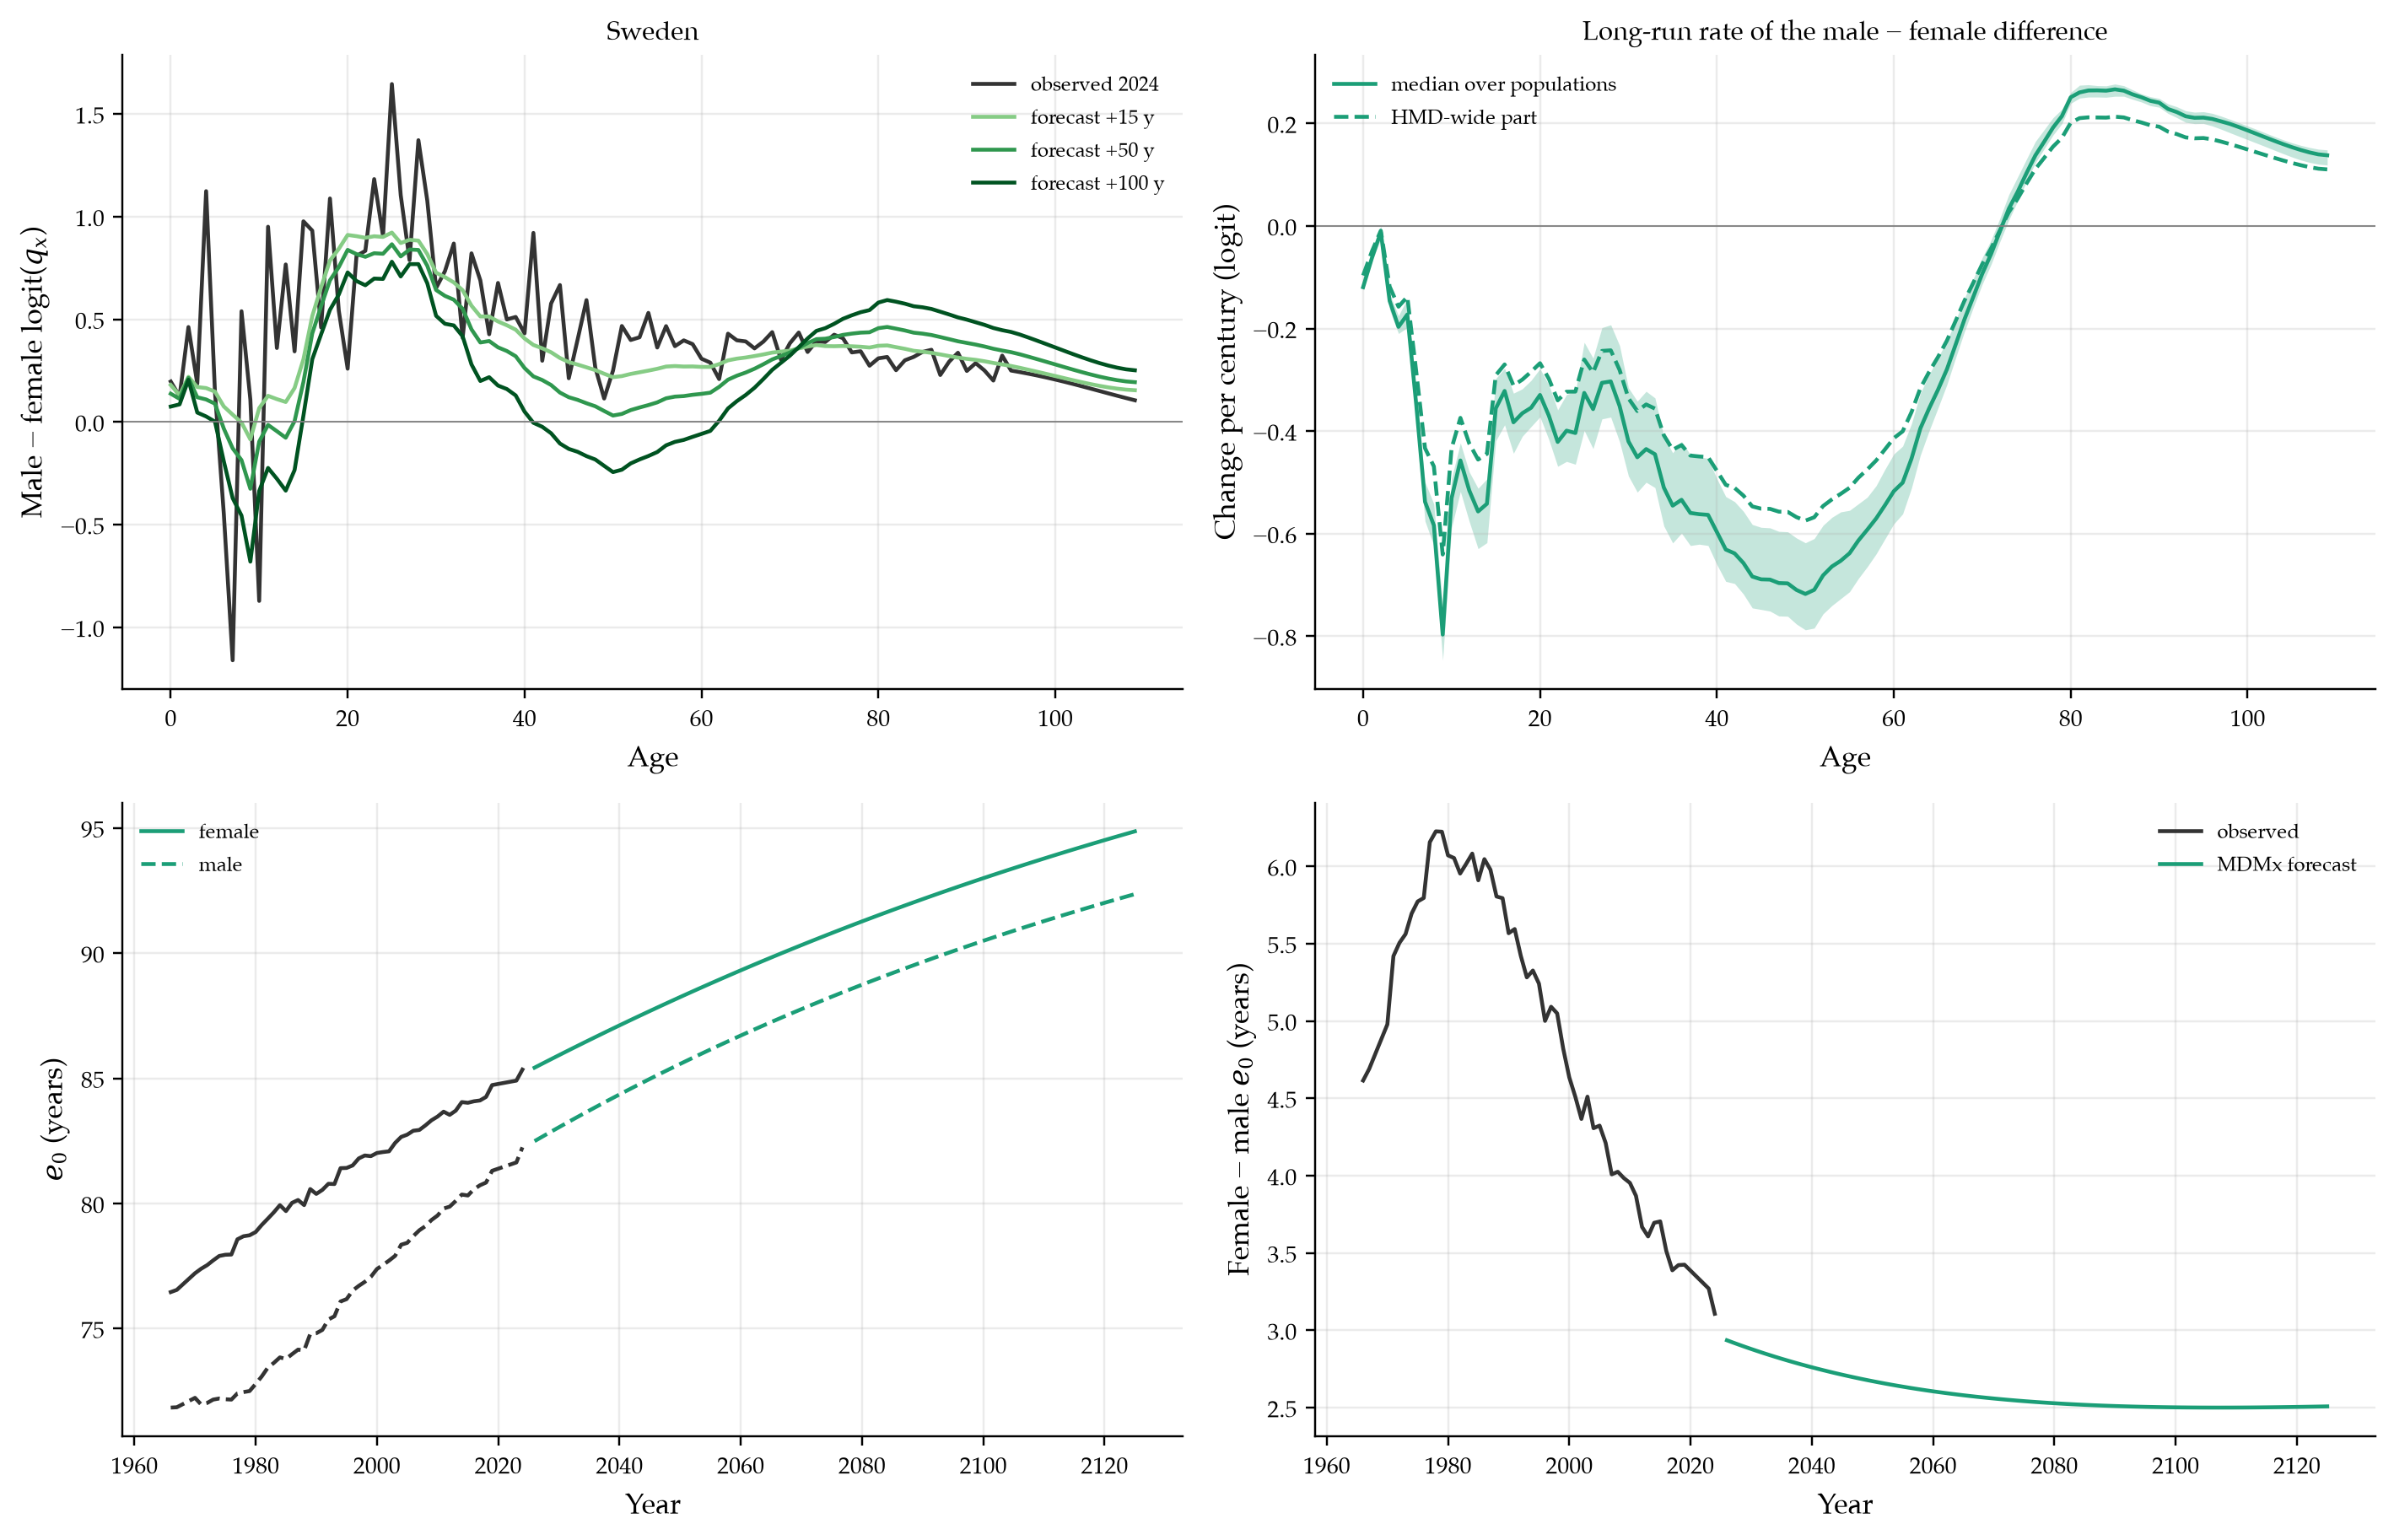 Sweden
Male – female logit(qₓ)
1.5
1.0
0.5
0.0
−0.5
−1.0
observed 2024
forecast +15 y
forecast +50 y
forecast +100 y
0 20 40 60 80 100
Age
Long-run rate of the male – female difference
Change per century (logit)
0.2
0.0
−0.2
−0.4
−0.6
−0.8
median over populations
HMD-wide part
0 20 40 60 80 100
Age
e₀ (years)
95
90
85
80
75
female
male
1960 1980 2000 2020 2040 2060 2080 2100 2120
Year
Female – male e₀ (years)
6.0
5.5
5.0
4.5
4.0
3.5
3.0
2.5
observed
MDMx forecast
1960 1980 2000 2020 2040 2060 2080 2100 2120
Year